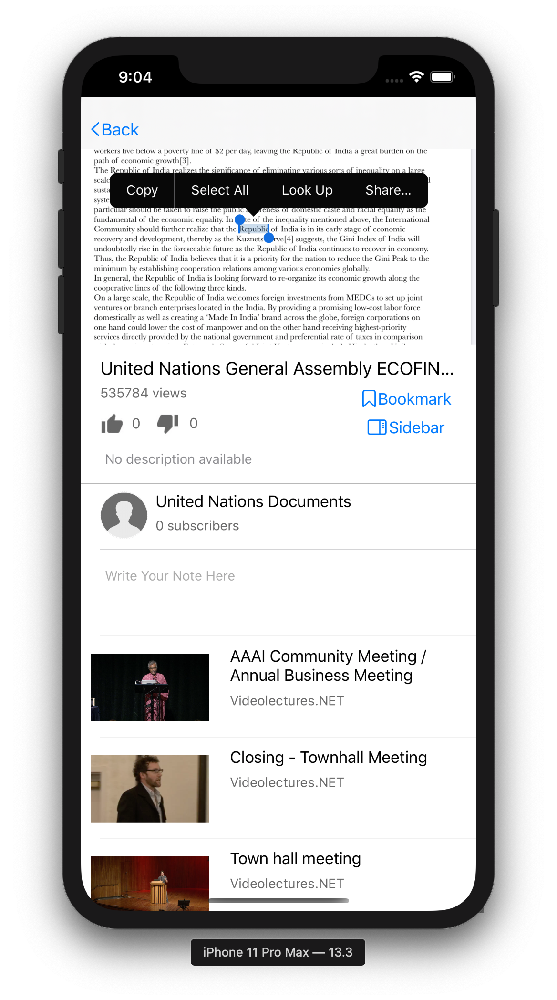 9:04
Back
workers live below a poverty line of $2 per day, leaving the Republic of India a great burden on the
path of economic growth[3].
The Republic of India realizes the significance of eliminating various sorts of inequality on a large
scale
Copy
Select All
Look Up
Share...
particular should be taken to raise the public awareness of domestic caste and racial equality as the
fundamental of the economic equality. In of the inequality mentioned above, the International
Community should further realize that the Republic of India is in its early stage of economic
recovery and development, thereby as the Kuznets rve[4] suggests, the Gini Index of India will
undoubtedly rise in the foreseeable future as the Republic of India continues to recover in economy.
Thus, the Republic of India believes that it is a priority for the nation to reduce the Gini Peak to the
minimum by establishing cooperation relations among various economies globally.
In general, the Republic of India is looking forward to re-organize its economic growth along the
cooperative lines of the following three kinds.
On a large scale, the Republic of India welcomes foreign investments from MEDCs to set up joint
ventures or branch enterprises located in the India. By providing a promising low-cost labor force
domestically as well as creating a ‘Made In India’ brand across the globe, foreign corporations on
one hand could lower the cost of manpower and on the other hand receiving highest-priority
services directly provided by the national government and preferential rate of taxes in comparison
United Nations General Assembly ECOFIN...
535784 views
Bookmark
0 0
Sidebar
No description available
United Nations Documents
0 subscribers
Write Your Note Here
AAAI Community Meeting /
Annual Business Meeting
Videolectures.NET
Closing - Townhall Meeting
Videolectures.NET
Town hall meeting
Videolectures.NET
iPhone 11 Pro Max — 13.3